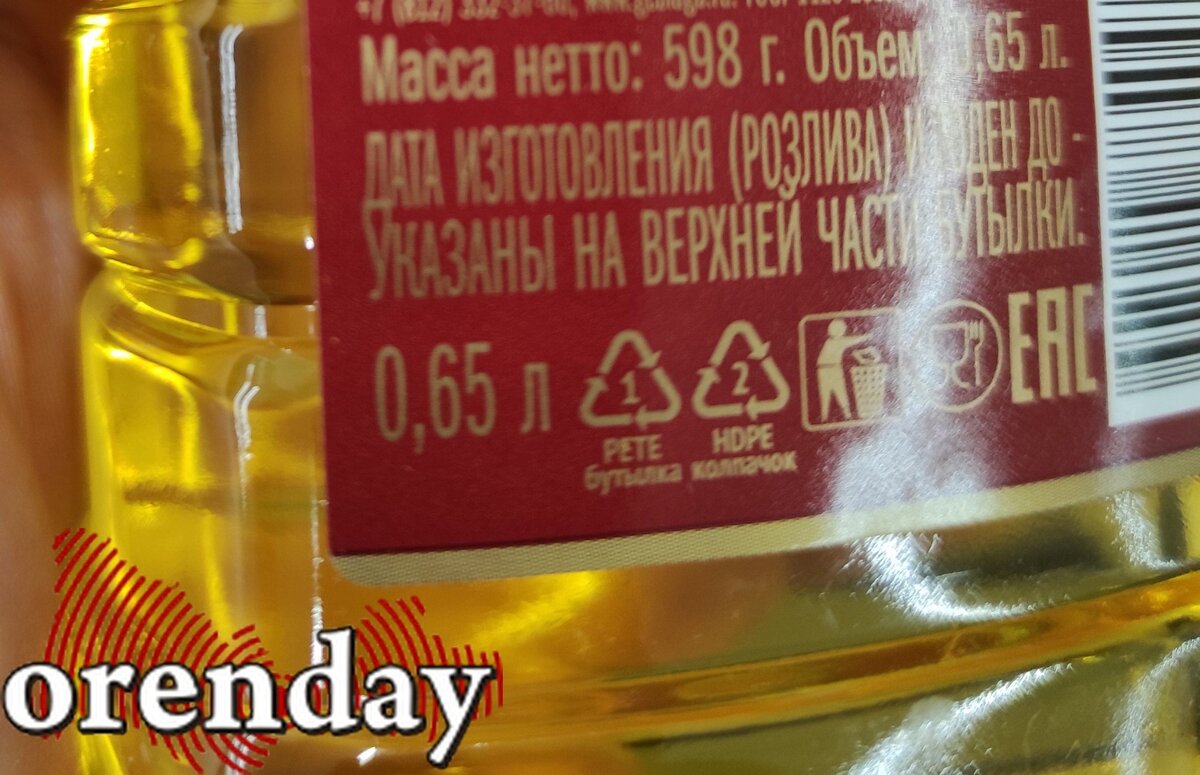 Масса нетто: 598 г. Объем 0,65 л.
ДАТА ИЗГОТОВЛЕНИЯ (РОЗЛИВА) И ГОДЕН ДО -
УКАЗАНЫ НА ВЕРХНЕЙ ЧАСТИ БУТЫЛКИ.
0,65 л
1
2
EAC
PETE
HDPE
бутылка
колпачок
orenday